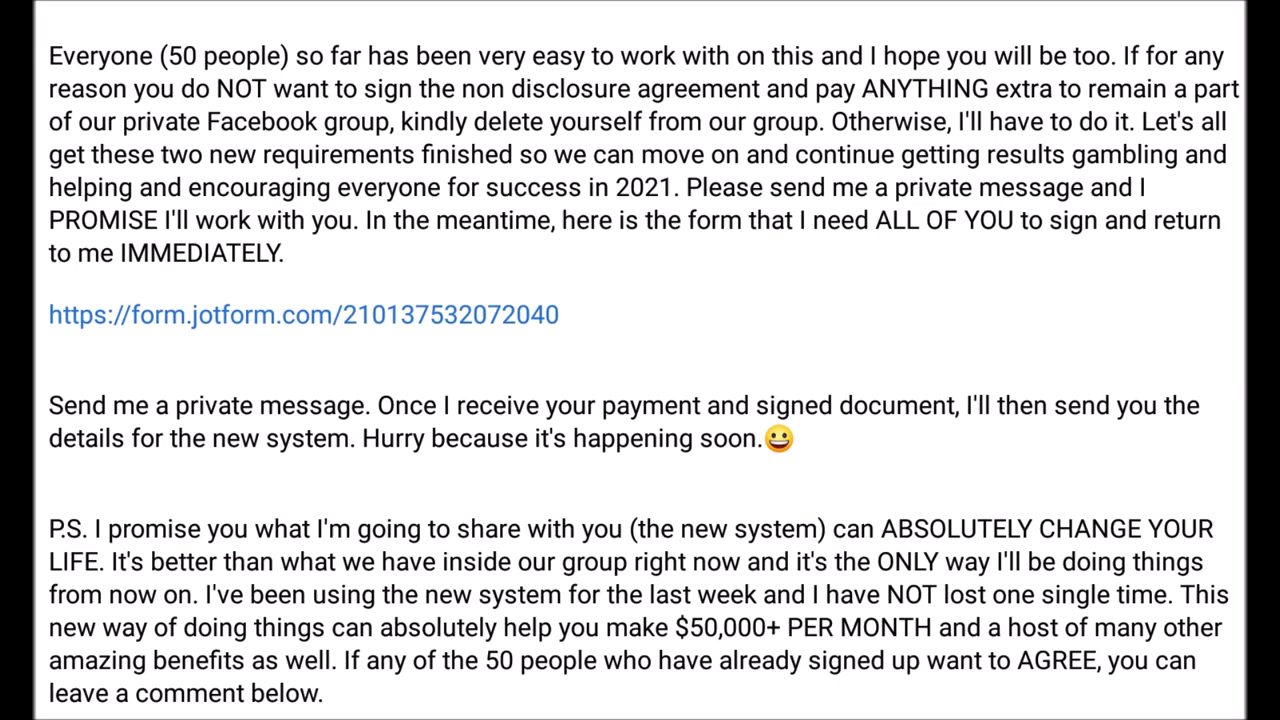 Everyone (50 people) so far has been very easy to work with on this and I hope you will be too. If for any
reason you do NOT want to sign the non disclosure agreement and pay ANYTHING extra to remain a part
of our private Facebook group, kindly delete yourself from our group. Otherwise, I'll have to do it. Let's all
get these two new requirements finished so we can move on and continue getting results gambling and
helping and encouraging everyone for success in 2021. Please send me a private message and I
PROMISE I'll work with you. In the meantime, here is the form that I need ALL OF YOU to sign and return
to me IMMEDIATELY.
https://form.jotform.com/210137532072040
Send me a private message. Once I receive your payment and signed document, I'll then send you the
details for the new system. Hurry because it's happening soon.😀
P.S. I promise you what I'm going to share with you (the new system) can ABSOLUTELY CHANGE YOUR
LIFE. It's better than what we have inside our group right now and it's the ONLY way I'll be doing things
from now on. I've been using the new system for the last week and I have NOT lost one single time. This
new way of doing things can absolutely help you make $50,000+ PER MONTH and a host of many other
amazing benefits as well. If any of the 50 people who have already signed up want to AGREE, you can
leave a comment below.